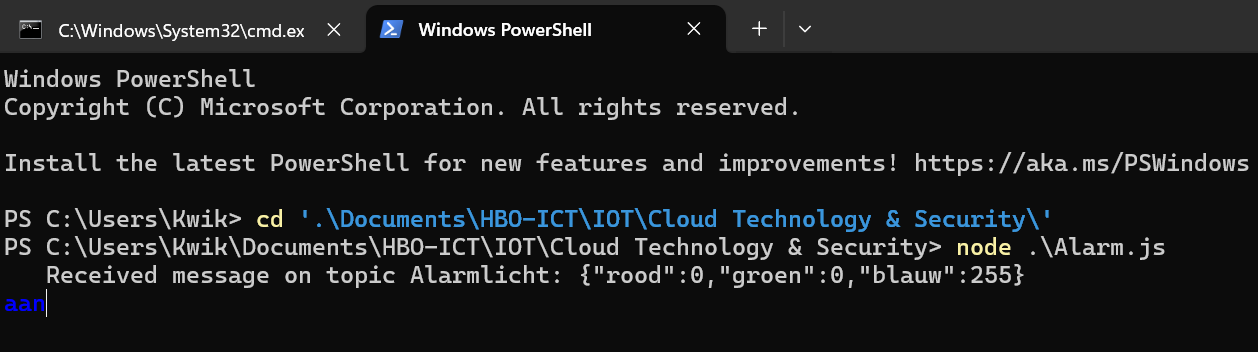 C:\Windows\System32\cmd.ex
Windows PowerShell
Windows PowerShell
Copyright (C) Microsoft Corporation. All rights reserved.
Install the latest PowerShell for new features and improvements! https://aka.ms/PSWindows
PS C:\Users\Kwik> cd '.\Documents\HBO-ICT\IOT\Cloud Technology & Security\'
PS C:\Users\Kwik\Documents\HBO-ICT\IOT\Cloud Technology & Security> node .\Alarm.js
Received message on topic Alarmlicht: {"rood":0,"groen":0,"blauw":255}
aan